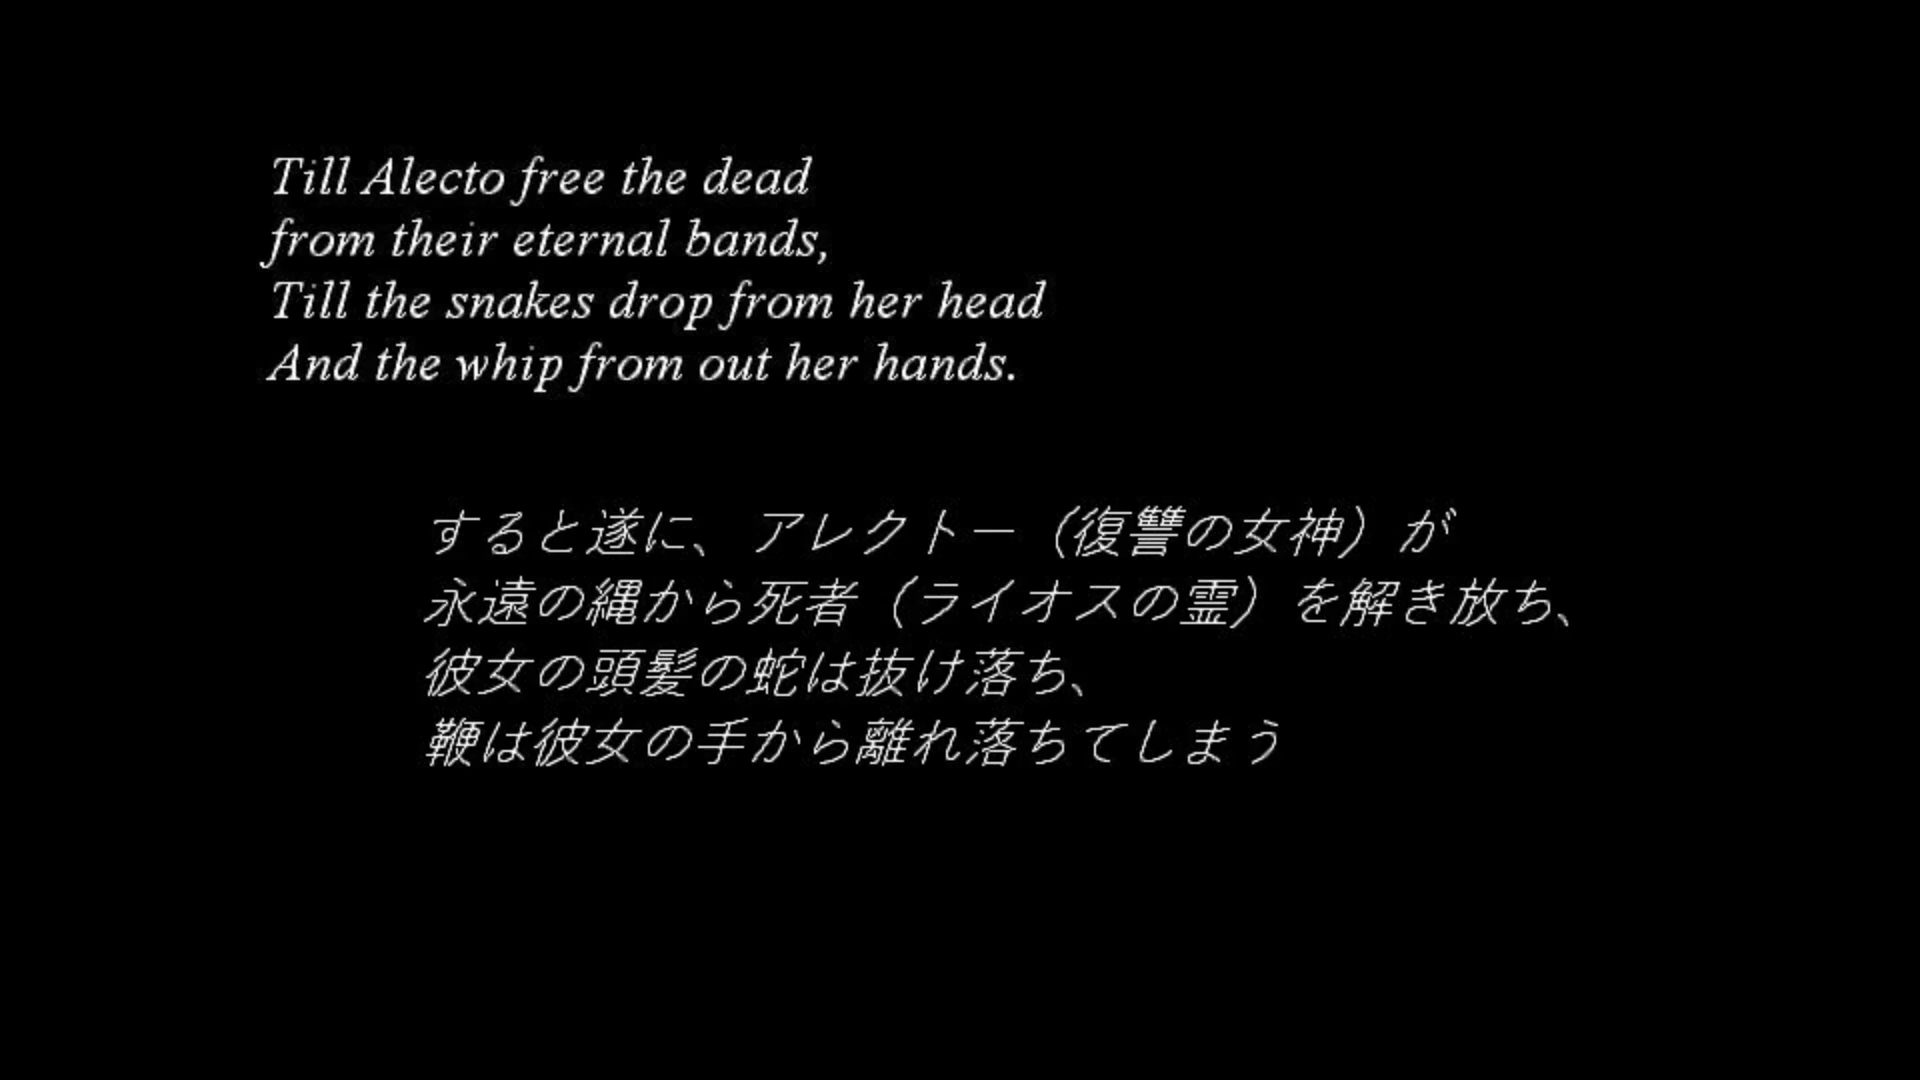 Till Alecto free the dead
from their eternal bands,
Till the snakes drop from her head
And the whip from out her hands.
すると遂に、アレクトー（復讐の女神）が
永遠の縄から死者（ライオスの霊）を解き放ち、
彼女の頭髪の蛇は抜け落ち、
鞭は彼女の手から離れ落ちてしまう